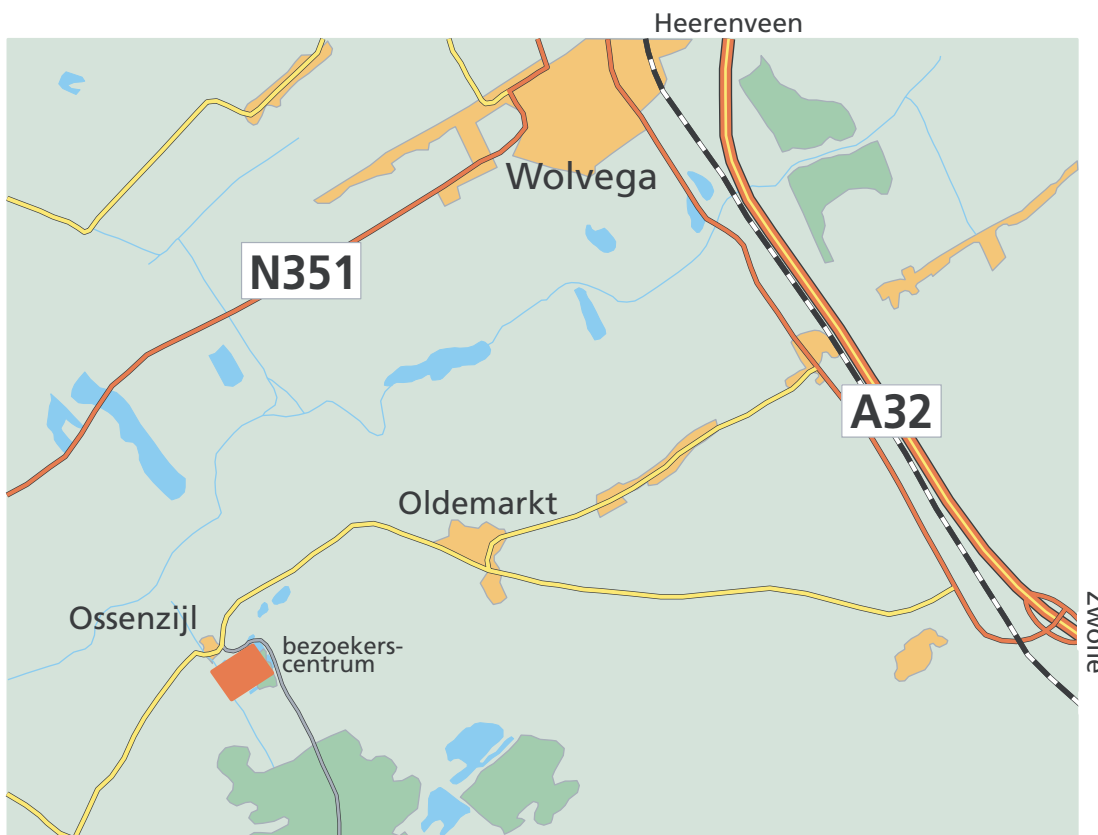 Heerenveen
Wolvega
N351
A32
Oldemarkt
Zwolle
Ossenzijl
bezoekers-
centrum